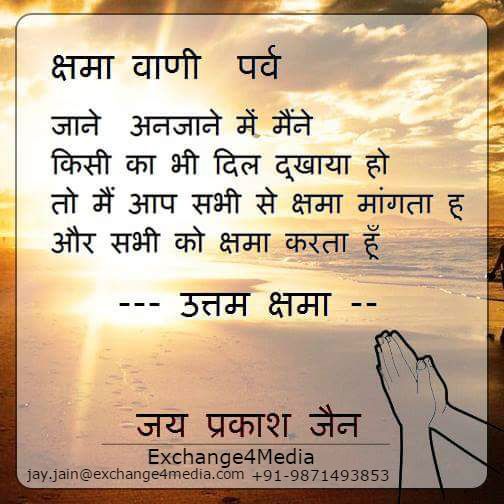 क्षमा वाणी पर्व
जाने अनजाने में मैंने
किसी का भी दिल दूखाया हो
तो मैं आप सभी से क्षमा मांगता हू
और सभी को क्षमा करता हूँ
--- उत्तम क्षमा --
जय प्रकाश जैन
Exchange4Media
jay.jain@exchange4media.com +91-9871493853